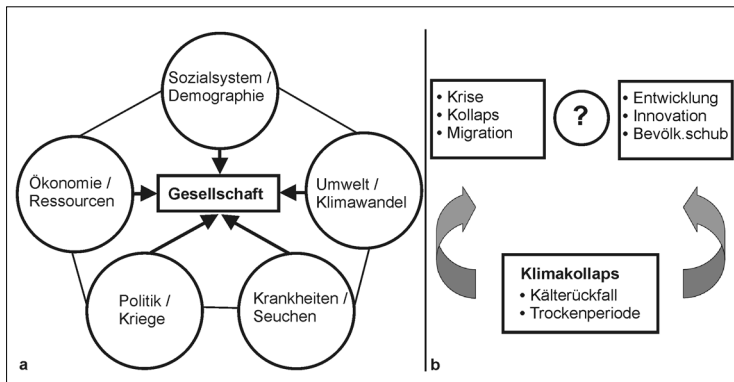 Sozialsystem /
Demographie
Ökonomie /
Ressourcen
Gesellschaft
Umwelt /
Klimawandel
Politik /
Kriege
Krankheiten /
Seuchen
a
• Krise
• Kollaps
• Migration
?
• Entwicklung
• Innovation
• Bevölk.schub
Klimakollaps
• Kälterückfall
• Trockenperiode
b